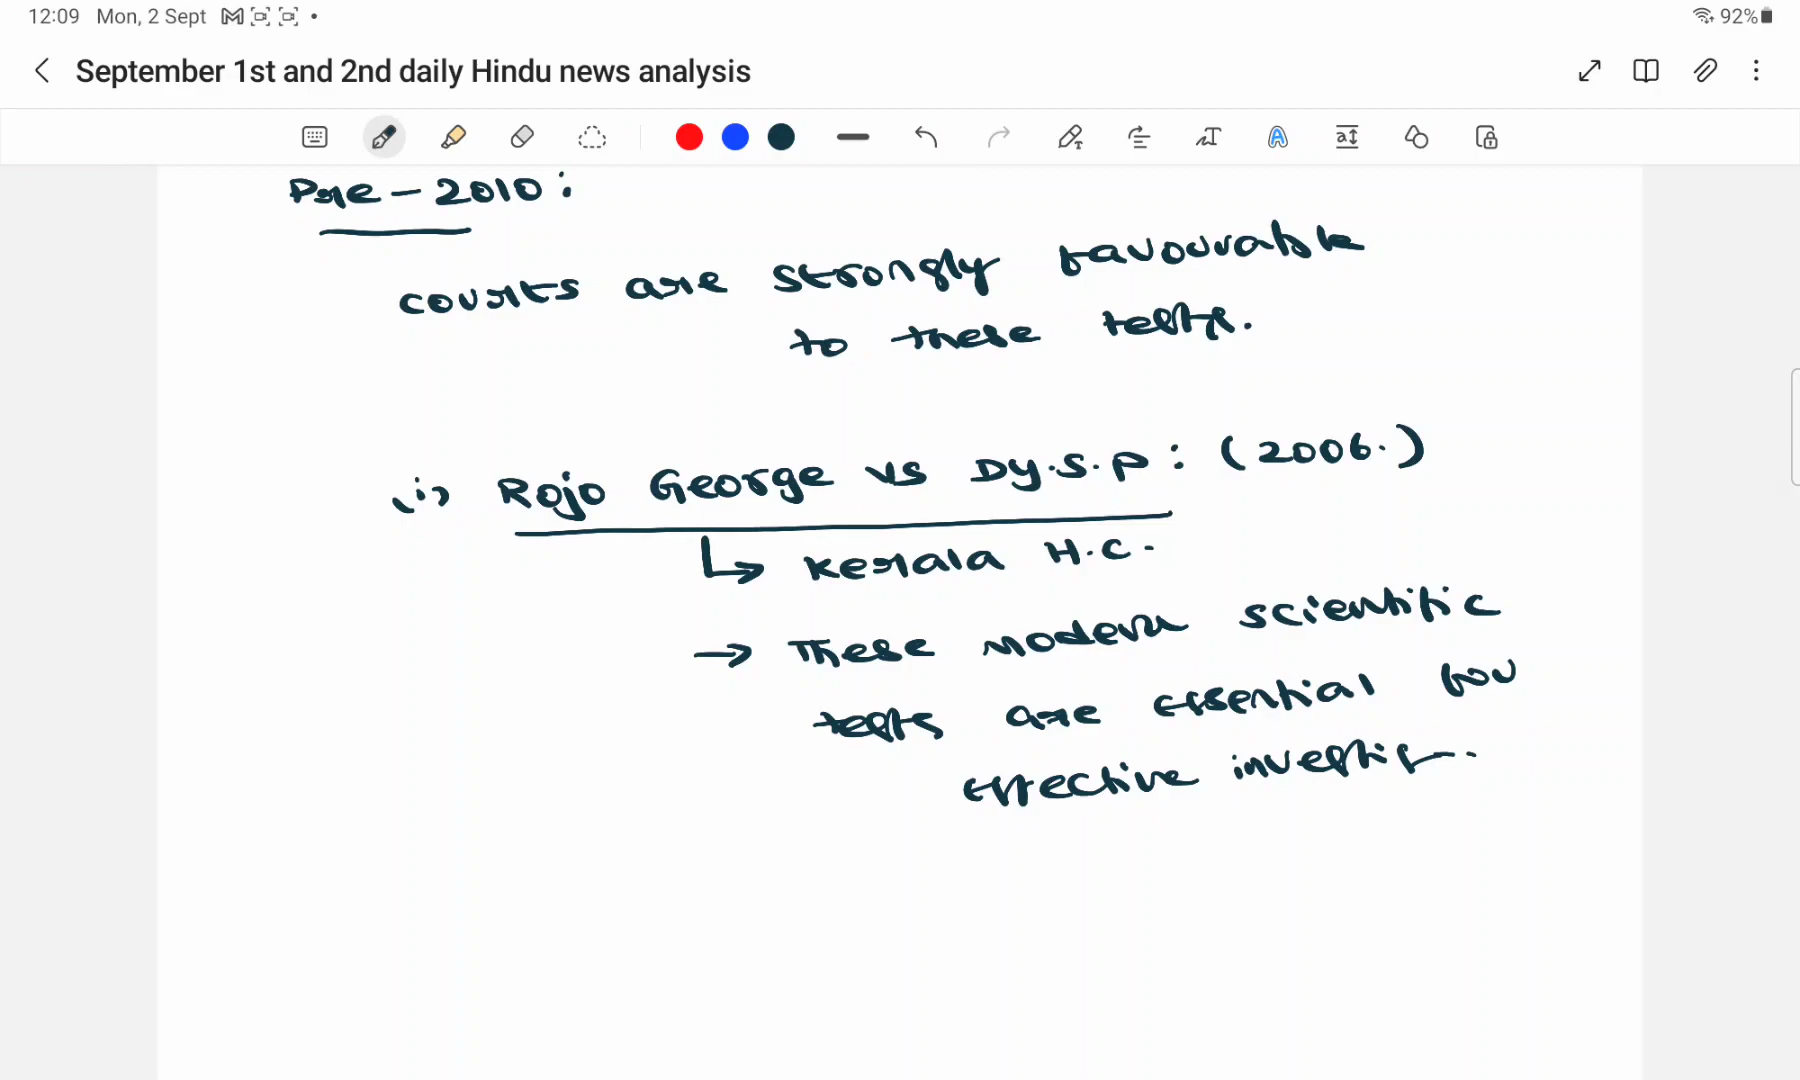 12:09 Mon, 2 Sept 92%
September 1st and 2nd daily Hindu news analysis
Pre - 2010 :
courts are strongly favourable
to these tests.
(i) Rojo George vs Dy.S.P : (2006.)
Kerala H.C.
→ These modern scientific
tests are essential for
effective investig